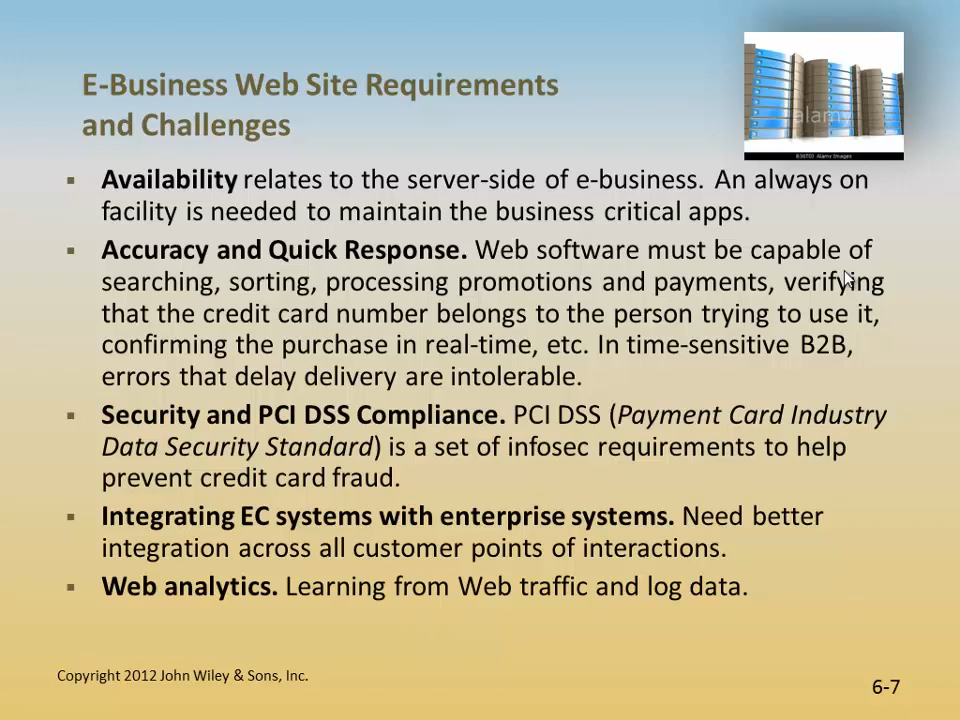 E-Business Web Site Requirements
and Challenges
alamy
B36T03 Alamy Images
▪ Availability relates to the server-side of e-business. An always on
facility is needed to maintain the business critical apps.
▪ Accuracy and Quick Response. Web software must be capable of
searching, sorting, processing promotions and payments, verifying
that the credit card number belongs to the person trying to use it,
confirming the purchase in real-time, etc. In time-sensitive B2B,
errors that delay delivery are intolerable.
▪ Security and PCI DSS Compliance. PCI DSS (Payment Card Industry
Data Security Standard) is a set of infosec requirements to help
prevent credit card fraud.
▪ Integrating EC systems with enterprise systems. Need better
integration across all customer points of interactions.
▪ Web analytics. Learning from Web traffic and log data.
Copyright 2012 John Wiley & Sons, Inc.
6-7